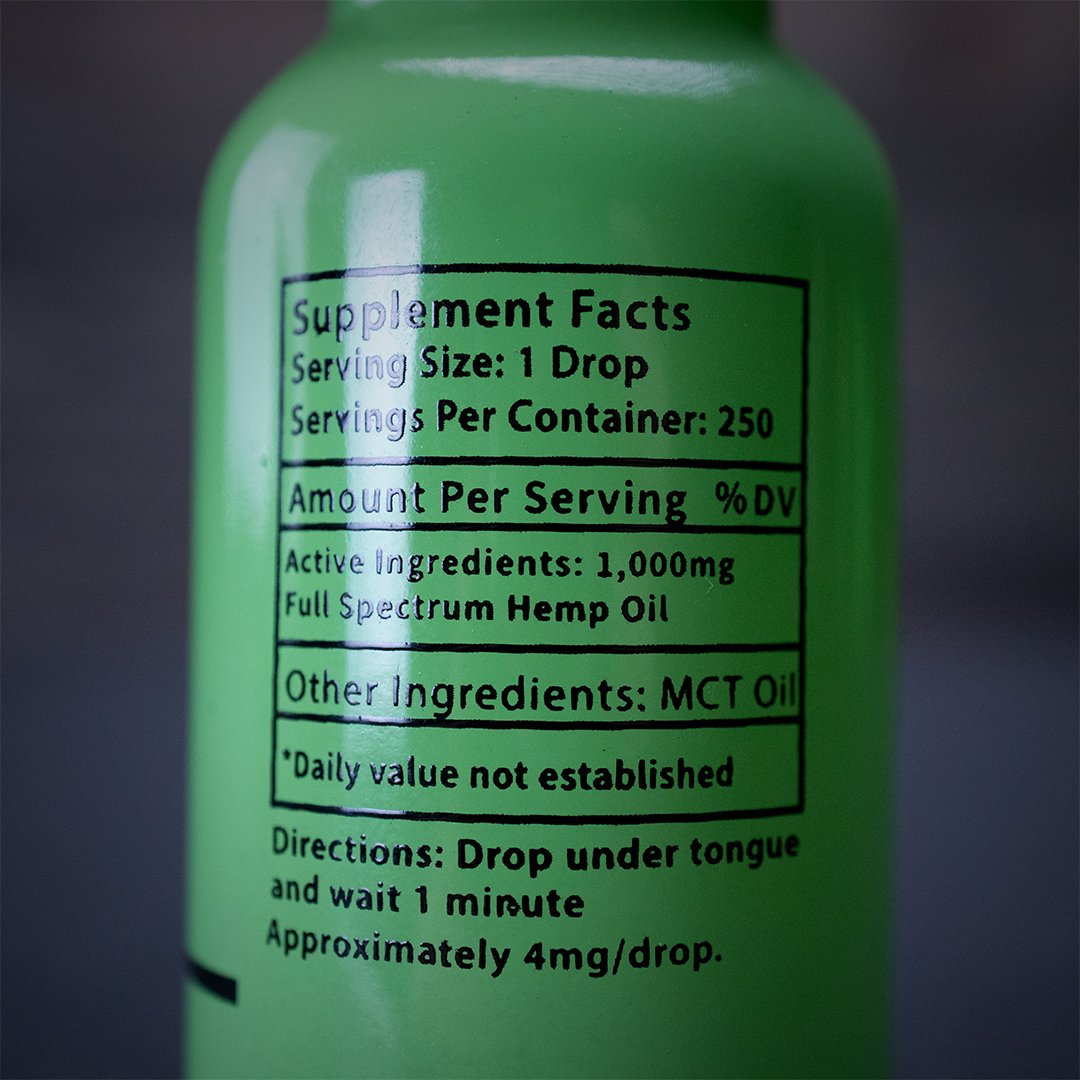 Supplement Facts
Serving Size: 1 Drop
Servings Per Container: 250
Amount Per Serving %DV
Active Ingredients: 1,000mg
Full Spectrum Hemp Oil
Other Ingredients: MCT Oil
*Daily value not established
Directions: Drop under tongue
and wait 1 minute
Approximately 4mg/drop.